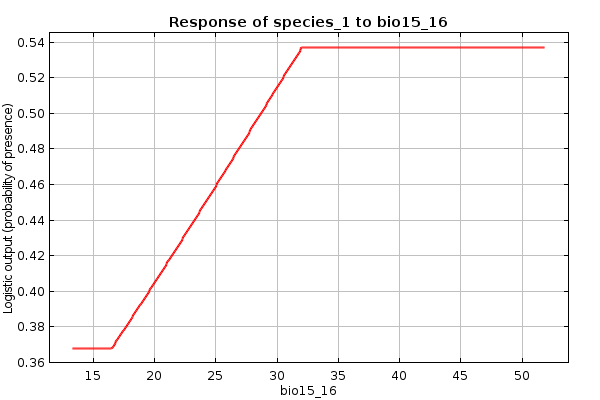 Response of species_1 to bio15_16
Logistic output (probability of presence)
0.54
0.52
0.50
0.48
0.46
0.44
0.42
0.40
0.38
0.36
15 20 25 30 35 40 45 50
bio15_16